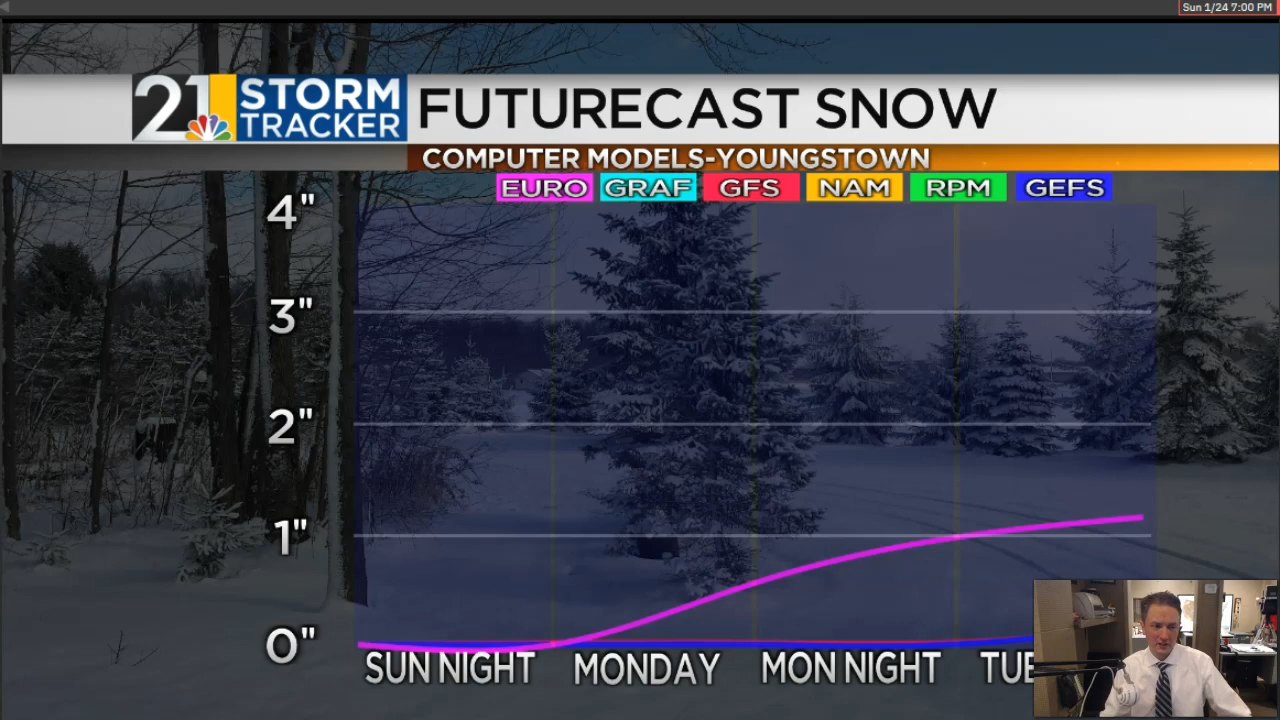 Sun 1/24 7:00 PM
21 STORM TRACKER
FUTURECAST SNOW
COMPUTER MODELS-YOUNGSTOWN
EURO GRAF GFS NAM RPM GEFS
4"
3"
2"
1"
0"
SUN NIGHT MONDAY MON NIGHT TUE